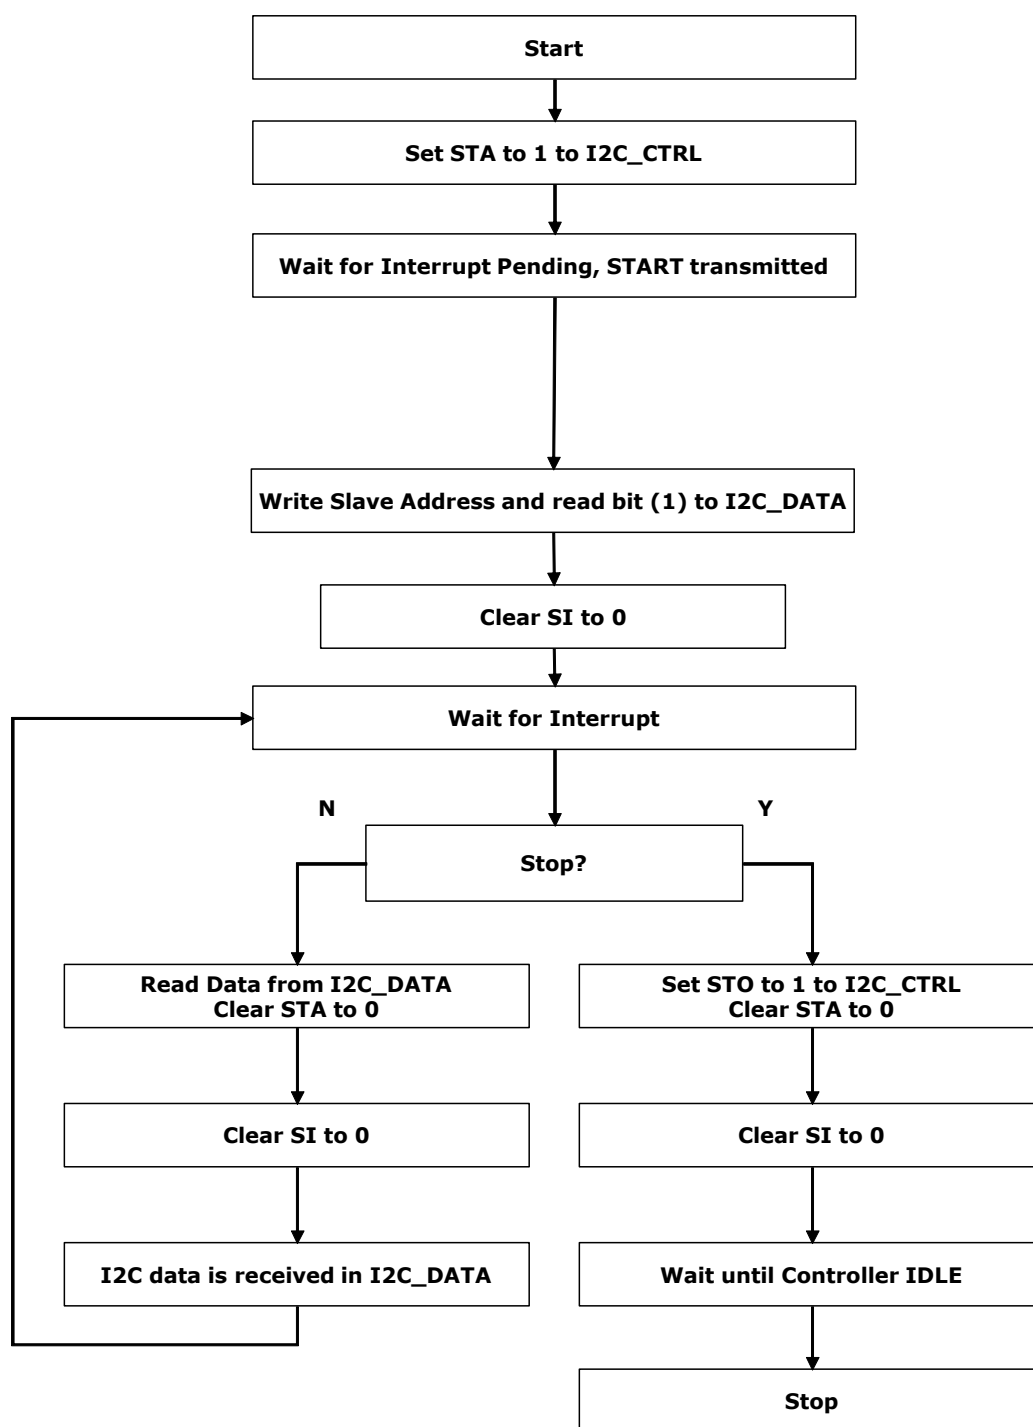 Start
Set STA to 1 to I2C_CTRL
Wait for Interrupt Pending, START transmitted
Write Slave Address and read bit (1) to I2C_DATA
Clear SI to 0
Wait for Interrupt
N
Y
Stop?
Read Data from I2C_DATA
Clear STA to 0
Set STO to 1 to I2C_CTRL
Clear STA to 0
Clear SI to 0
Clear SI to 0
I2C data is received in I2C_DATA
Wait until Controller IDLE
Stop